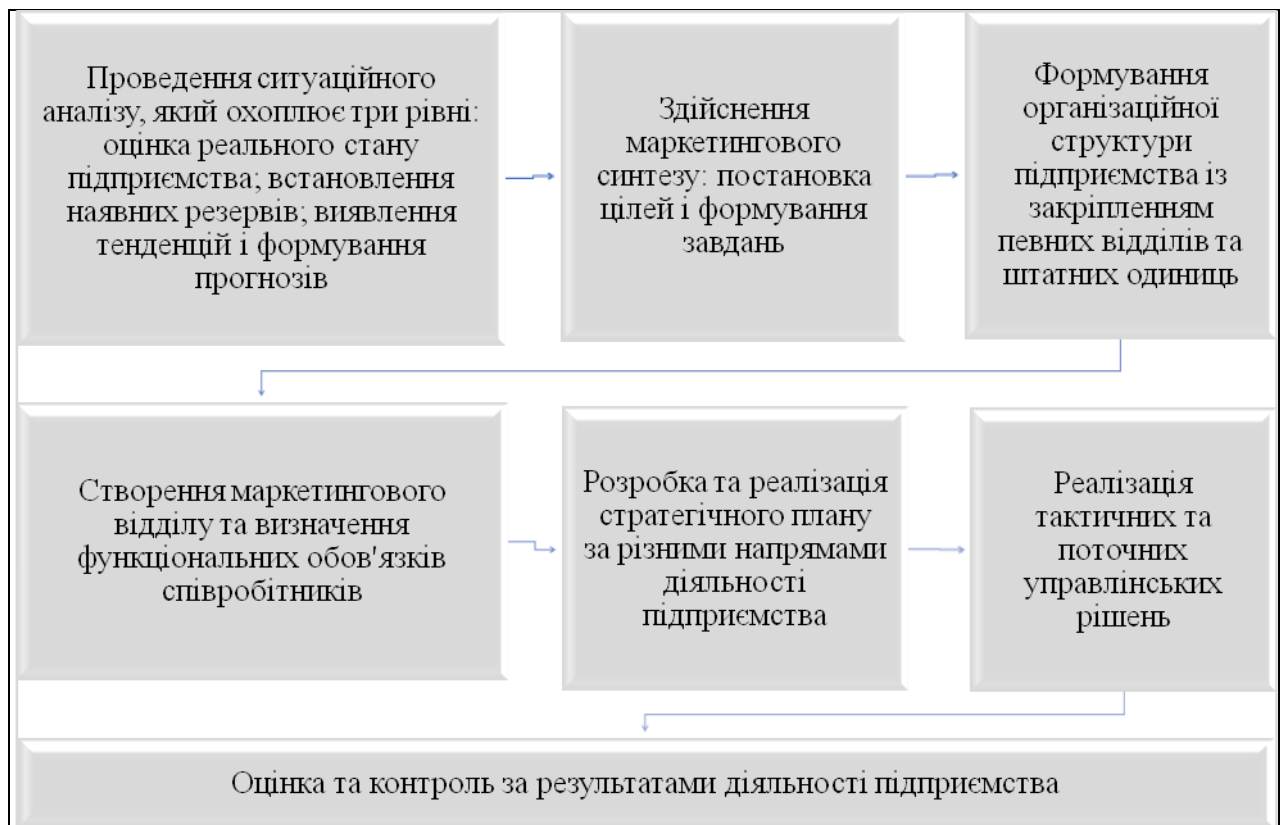 Проведення ситуаційного
аналізу, який охоплює три рівні:
оцінка реального стану
підприємства; встановлення
наявних резервів; виявлення
тенденцій і формування
прогнозів
Здійснення
маркетингового
синтезу: постановка
цілей і формування
завдань
Формування
організаційної
структури
підприємства із
закріпленням
певних відділів та
штатних одиниць
Створення маркетингового
відділу та визначення
функціональних обов'язків
співробітників
Розробка та реалізація
стратегічного плану
за різними напрямами
діяльності
підприємства
Реалізація
тактичних та
поточних
управлінських
рішень
Оцінка та контроль за результатами діяльності підприємства